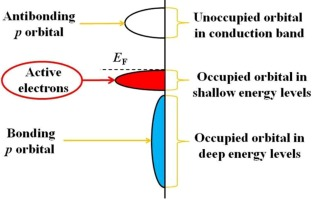 Antibonding
p orbital
Unoccupied orbital
in conduction band
E_F
Active
electrons
Occupied orbital in
shallow energy levels
Bonding
p orbital
Occupied orbital in
deep energy levels